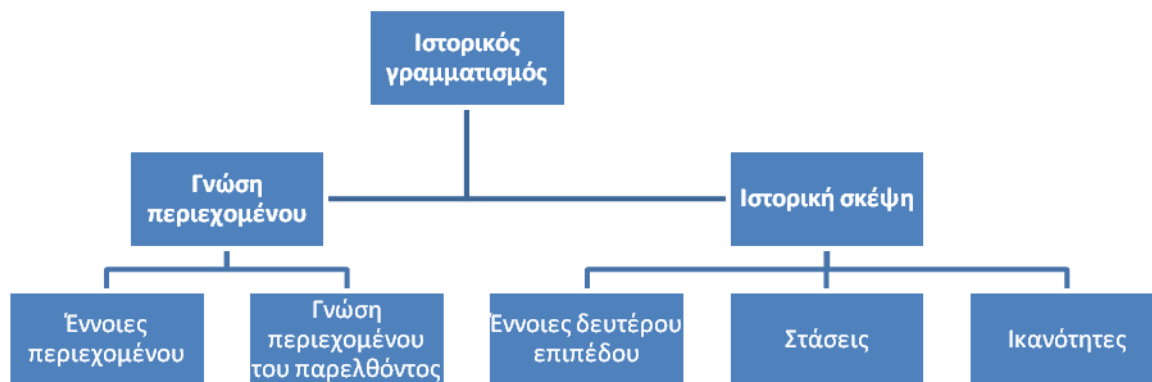 Ιστορικός
γραμματισμός
Γνώση
περιεχομένου
Ιστορική σκέψη
Έννοιες
περιεχομένου
Γνώση
περιεχομένου
του παρελθόντος
Έννοιες δευτέρου
επιπέδου
Στάσεις
Ικανότητες